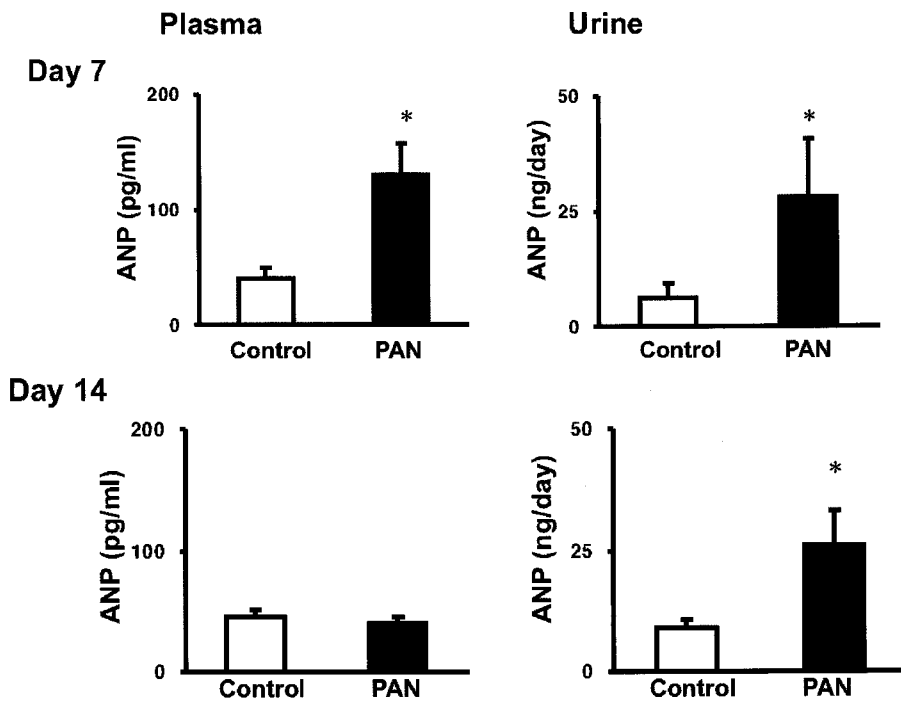 Plasma
Urine
Day 7
ANP (pg/ml)
200
100
0
*
Control
PAN
ANP (ng/day)
50
25
0
*
Control
PAN
Day 14
ANP (pg/ml)
200
100
0
Control
PAN
ANP (ng/day)
50
25
0
*
Control
PAN